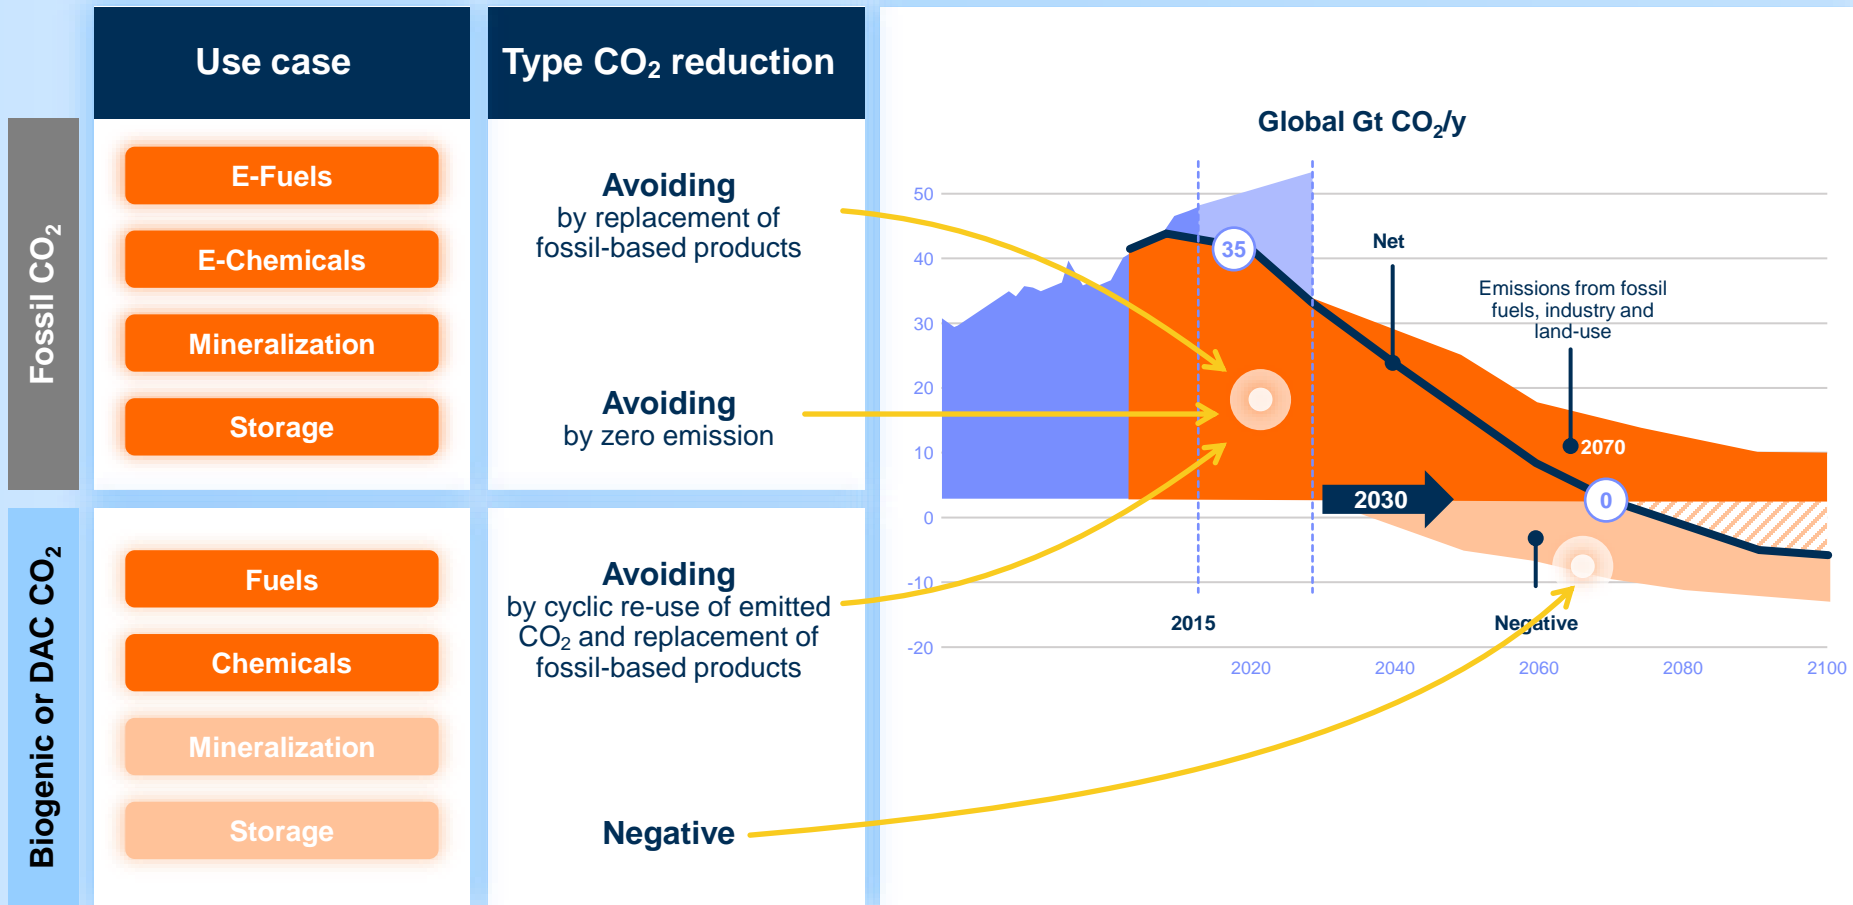 Use case
Type CO₂ reduction
Fossil CO₂
E-Fuels
E-Chemicals
Mineralization
Storage
Avoiding
by replacement of
fossil-based products
Avoiding
by zero emission
Biogenic or DAC CO₂
Fuels
Chemicals
Mineralization
Storage
Avoiding
by cyclic re-use of emitted
CO₂ and replacement of
fossil-based products
Negative
Global Gt CO₂/y
50
40
30
20
10
0
-10
-20
35
Net
Emissions from fossil
fuels, industry and
land-use
2070
2030
0
2015
Negative
2020
2040
2060
2080
2100